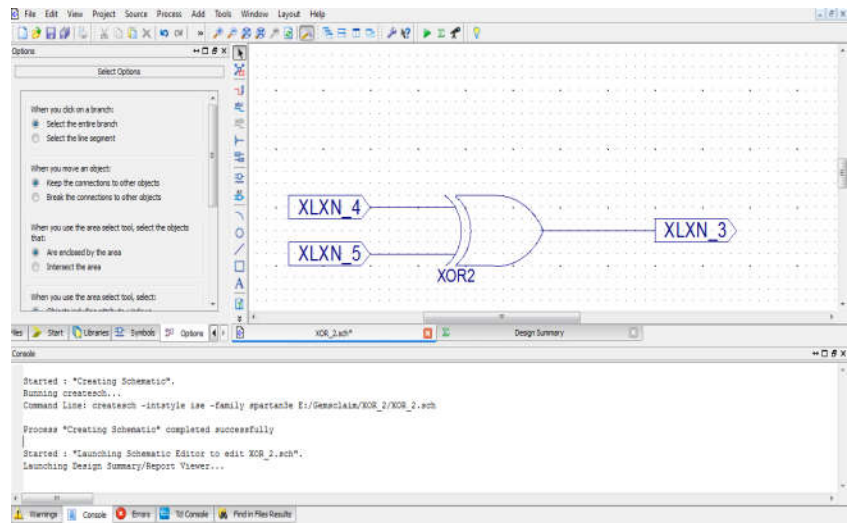 File Edit View Project Source Process Add Tools Window Layout Help
Options
Select Options
When you click on a branch:
Select the entire branch
Select the line segment
When you move an object:
Keep the connections to other objects
Break the connections to other objects
When you use the area select tool, select the objects
that:
Are enclosed by the area
Intersect the area
When you use the area select tool, select:
XLXN_4
XLXN_5
XLXN_3
XOR2
Start Libraries Symbols Options
XOR_2.sch*
Design Summary
Console
Started : "Creating Schematic".
Running createsch...
Command Line: createsch -intstyle ise -family spartan3e E:/Gemsclaim/XOR_2/XOR_2.sch
Process "Creating Schematic" completed successfully
Started : "Launching Schematic Editor to edit XOR_2.sch".
Launching Design Summary/Report Viewer...
Warnings Console Errors Tcl Console Find in Files Results